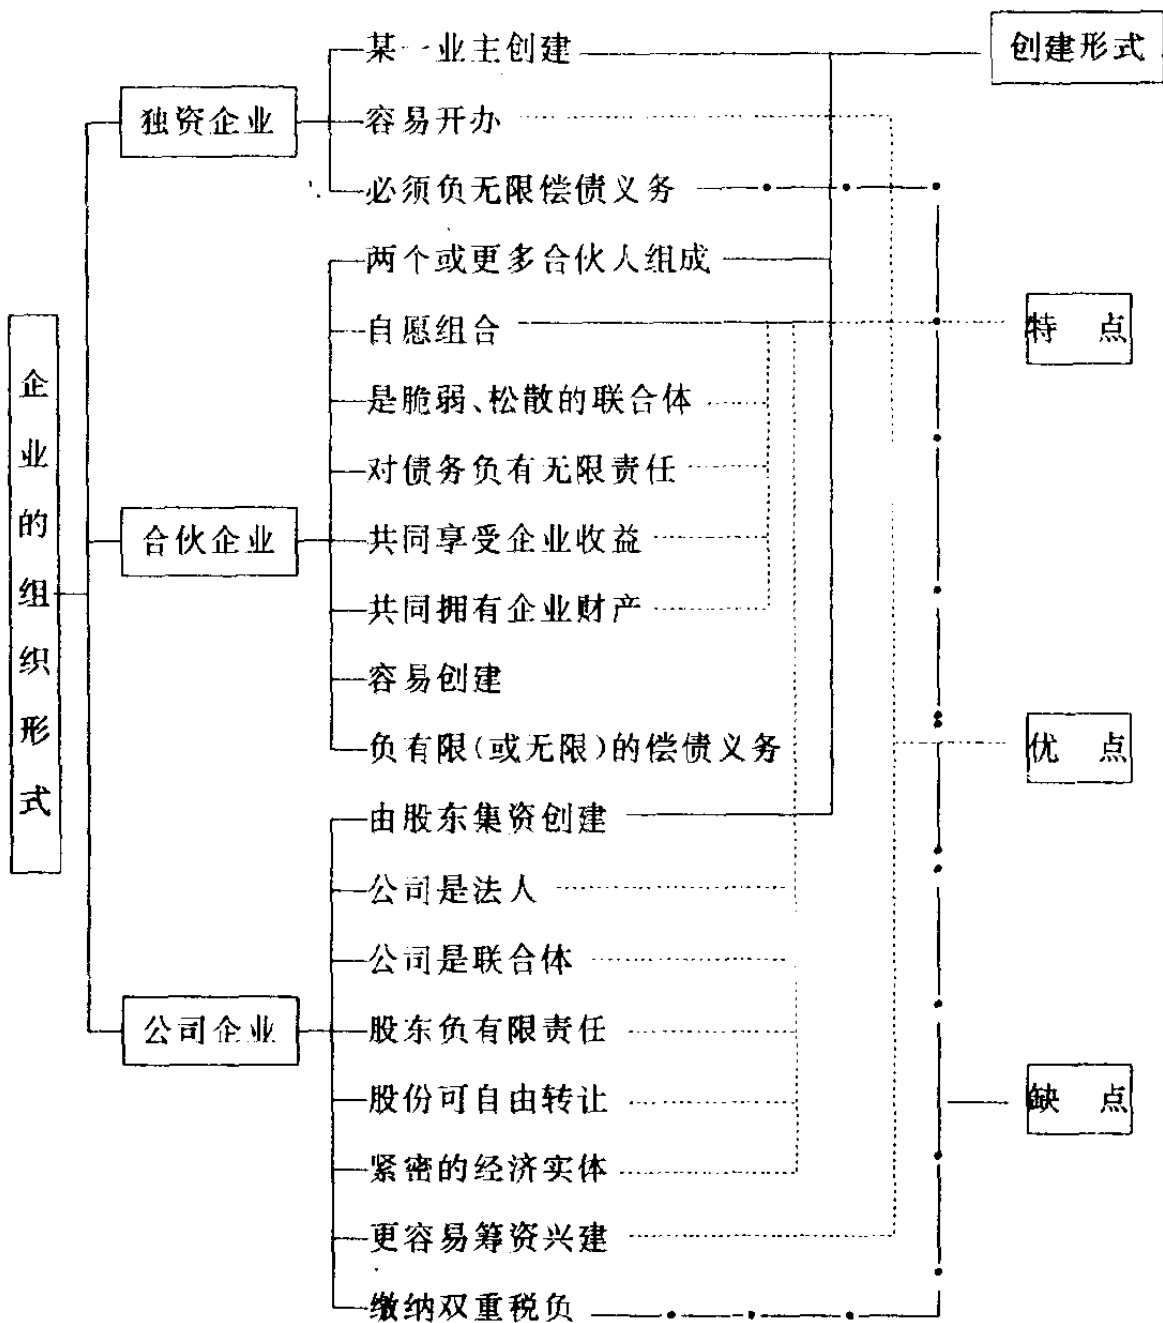 某一业主创建
创建形式
独资企业
容易开办
必须负无限偿债义务
两个或更多合伙人组成
自愿组合
特 点
企业的组织形式
是脆弱、松散的联合体
对债务负有无限责任
合伙企业
共同享受企业收益
共同拥有企业财产
容易创建
负有限(或无限)的偿债义务
优 点
由股东集资创建
公司是法人
公司是联合体
公司企业
股东负有限责任
股份可自由转让
缺 点
紧密的经济实体
更容易筹资兴建
缴纳双重税负